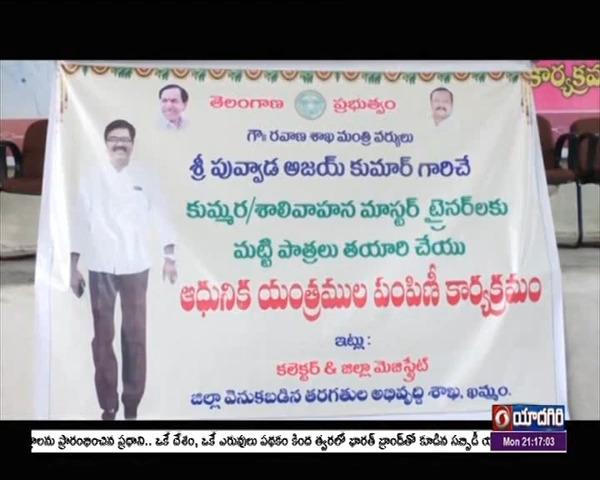 కార్యక్రమ
తెలంగాణ ప్రభుత్వం
గౌ॥ రవాణ శాఖ మంత్రి వర్యులు
శ్రీ పువ్వాడ అజయ్ కుమార్ గారిచే
కుమ్మర/శాలివాహన మాస్టర్ ట్రైనర్‌లకు
మట్టి పాత్రలు తయారి చేయు
ఆధునిక యంత్రముల పంపిణీ కార్యక్రమం
ఇట్లు :
కలెక్టర్ & జిల్లా మెజిస్ట్రేట్
జిల్లా వెనుకబడిన తరగతుల అభివృద్ధి శాఖ, ఖమ్మం.
యాదగిరి
ప్రారంభించిన ప్రధాని.. ఒకే దేశం, ఒకే ఎరువులు పథకం కింద త్వరలో భారత్ బ్రాండ్‌తో కూడిన సబ్సిడీ
Mon 21:17:03